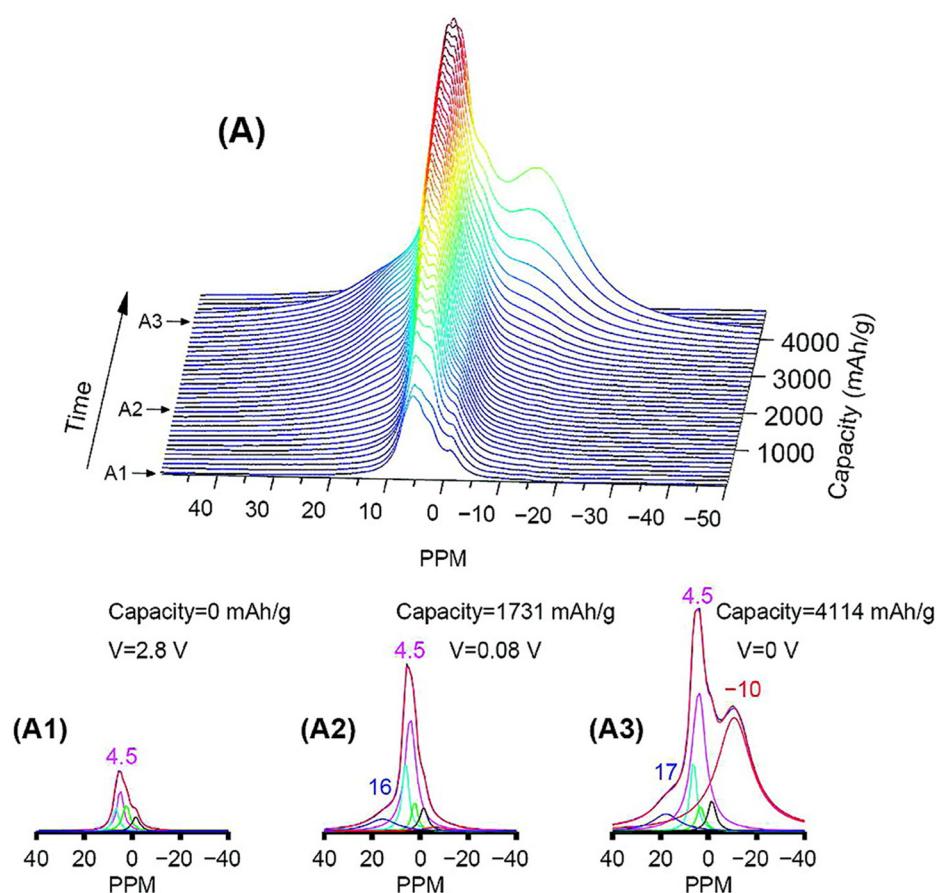 (A)
A3
A2
A1
Time
4000
3000
2000
1000
Capacity (mAh/g)
40 30 20 10 0 −10 −20 −30 −40 −50
PPM
Capacity=0 mAh/g
V=2.8 V
(A1)
4.5
40 20 0 −20 −40
PPM
Capacity=1731 mAh/g
4.5 V=0.08 V
(A2)
16
40 20 0 −20 −40
PPM
4.5 Capacity=4114 mAh/g
V=0 V
−10
(A3)
17
40 20 0 −20 −40
PPM